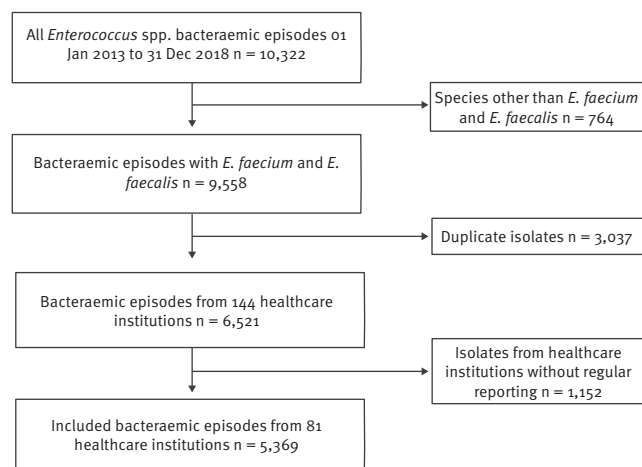 All Enterococcus spp. bacteraemic episodes 01
Jan 2013 to 31 Dec 2018 n = 10,322
Species other than E. faecium
and E. faecalis n = 764
Bacteraemic episodes with E. faecium and E.
faecalis n = 9,558
Duplicate isolates n = 3,037
Bacteraemic episodes from 144 healthcare
institutions n = 6,521
Isolates from healthcare
institutions without regular
reporting n = 1,152
Included bacteraemic episodes from 81
healthcare institutions n = 5,369